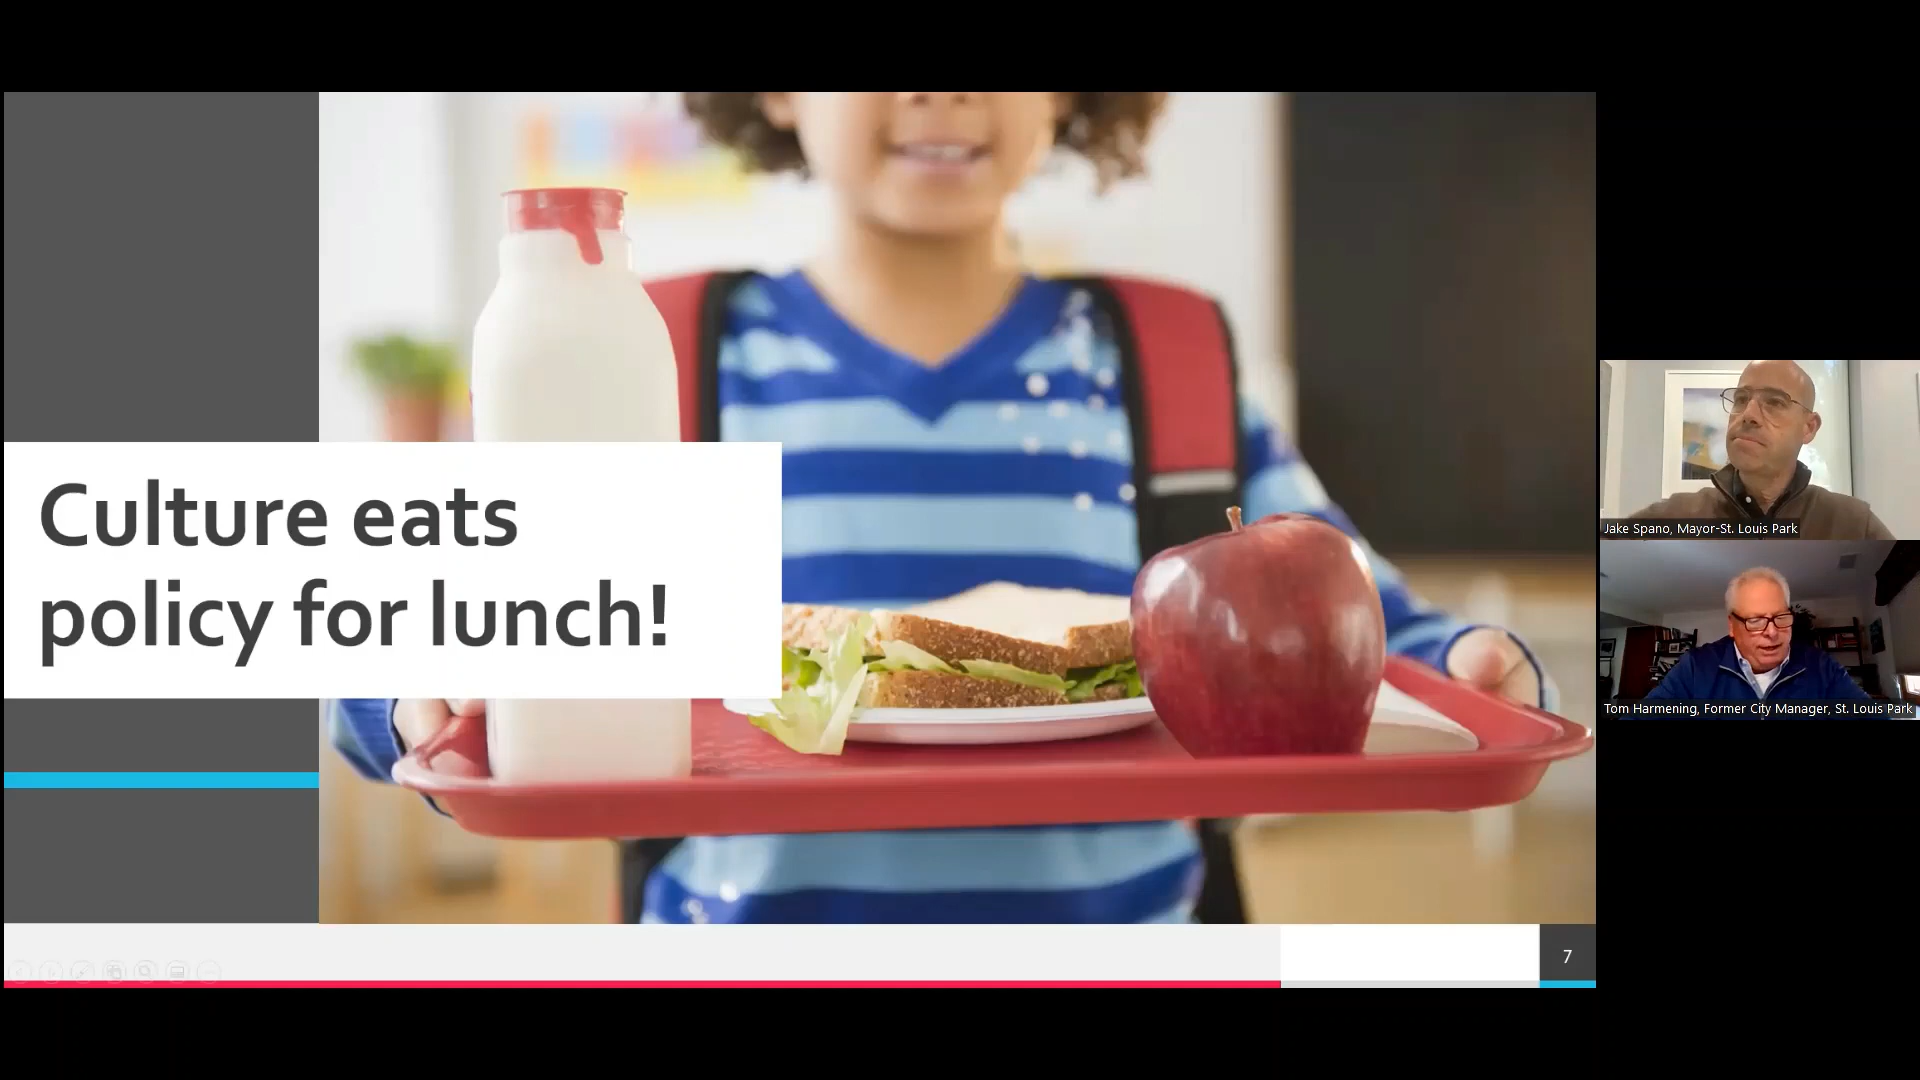 Culture eats
policy for lunch!
7
Jake Spano, Mayor-St. Louis Park
Tom Harmening, Former City Manager, St. Louis Park